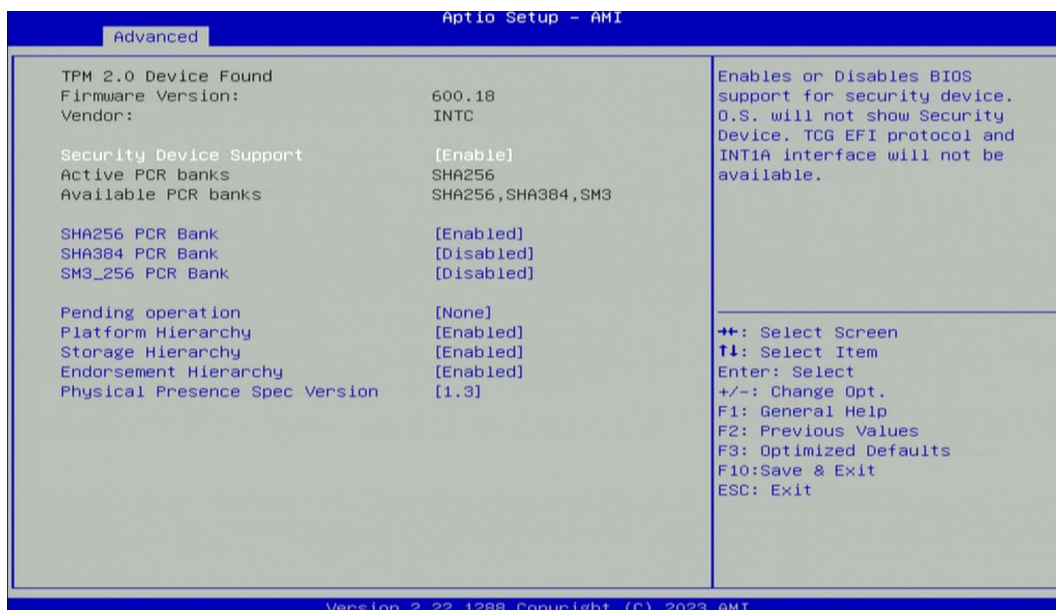 Aptio Setup – AMI
Advanced
TPM 2.0 Device Found
Firmware Version: 600.18
Vendor: INTC
Security Device Support [Enable]
Active PCR banks SHA256
Available PCR banks SHA256,SHA384,SM3
SHA256 PCR Bank [Enabled]
SHA384 PCR Bank [Disabled]
SM3_256 PCR Bank [Disabled]
Pending operation [None]
Platform Hierarchy [Enabled]
Storage Hierarchy [Enabled]
Endorsement Hierarchy [Enabled]
Physical Presence Spec Version [1.3]
Enables or Disables BIOS
support for security device.
O.S. will not show Security
Device. TCG EFI protocol and
INT1A interface will not be
available.
→←: Select Screen
↑↓: Select Item
Enter: Select
+/-: Change Opt.
F1: General Help
F2: Previous Values
F3: Optimized Defaults
F10:Save & Exit
ESC: Exit
Version 2.22.1288 Copyright (C) 2023 AMI